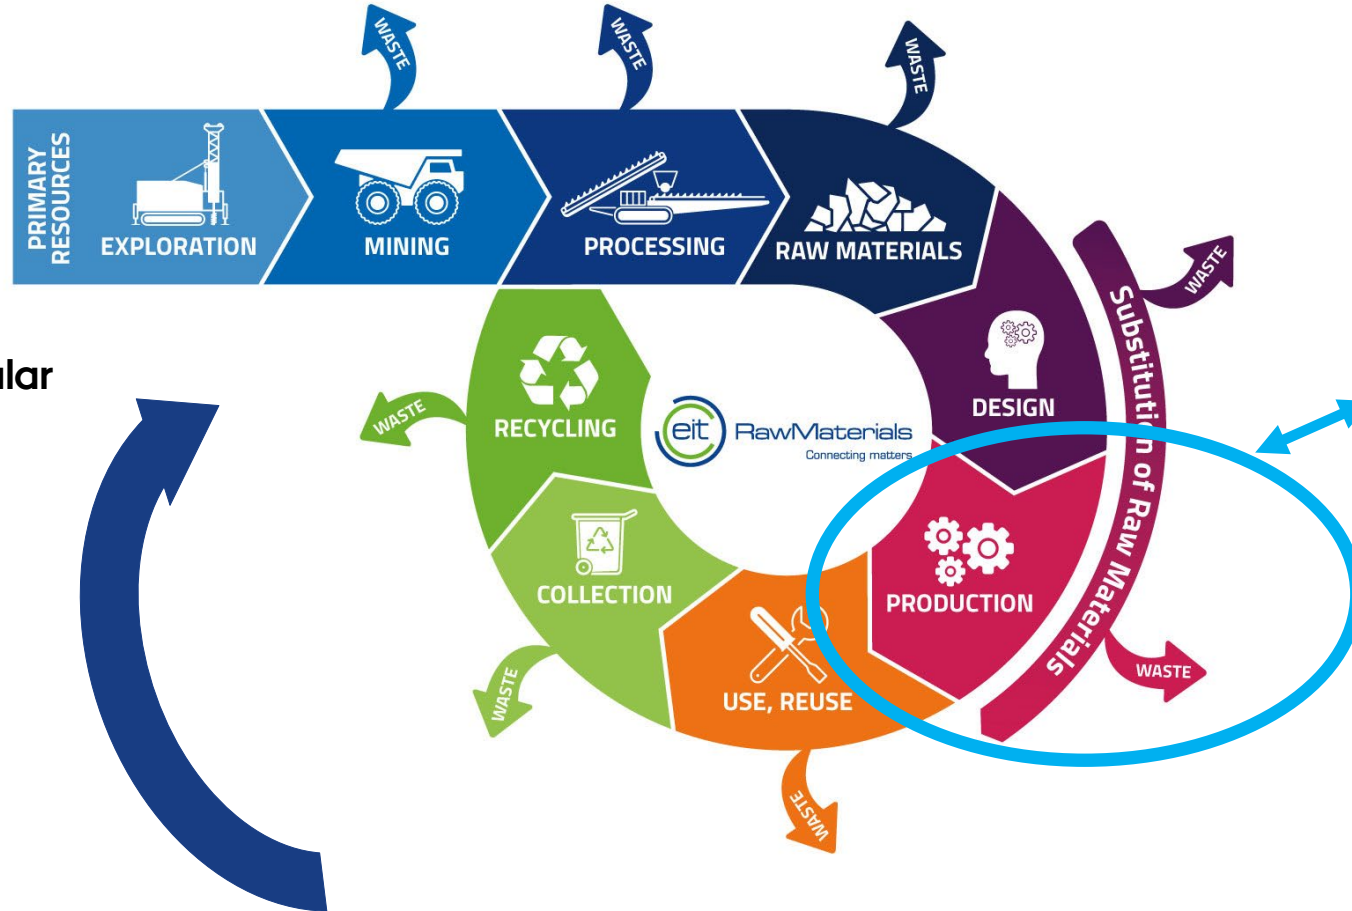 WASTE
WASTE
WASTE
PRIMARY
RESOURCES
EXPLORATION
MINING
PROCESSING
RAW MATERIALS
WASTE
Substitution of Raw Materials
DESIGN
lar
WASTE
RECYCLING
eit RawMaterials
Connecting matters
COLLECTION
PRODUCTION
WASTE
WASTE
USE, REUSE
WASTE